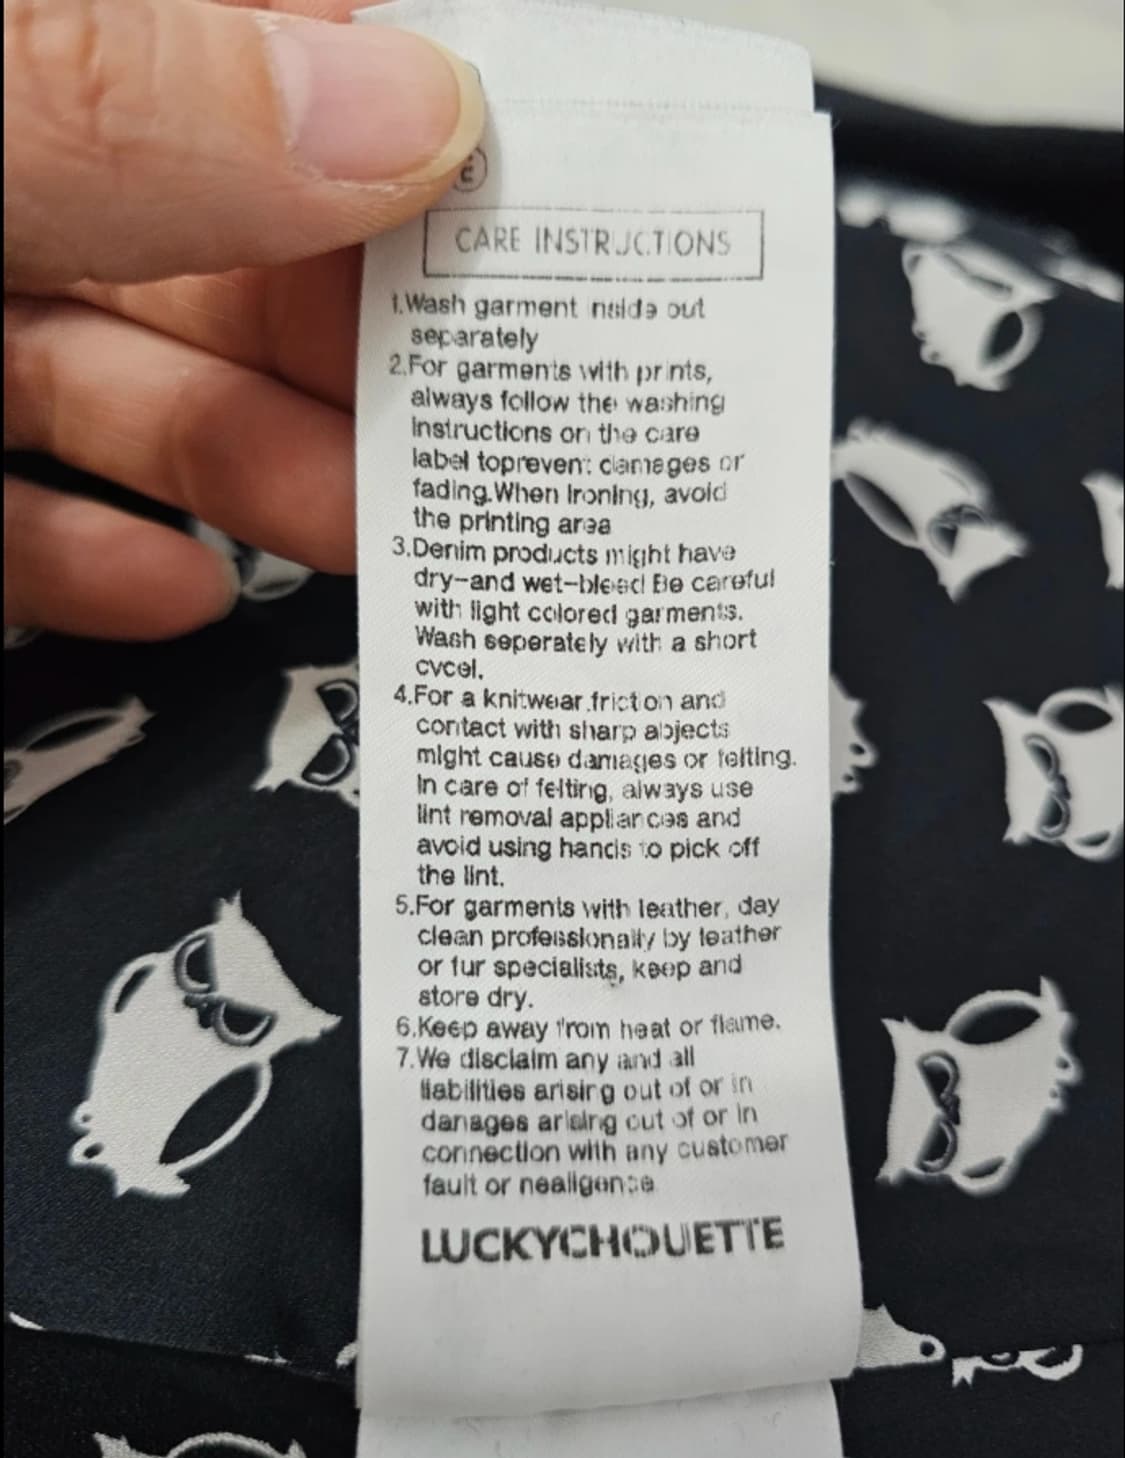 CARE INSTRUCTIONS
1.Wash garment inside out
separately
2.For garments with prints,
always follow the washing
instructions on the care
label toprevent damages or
fading.When Ironing, avoid
the printing area
3.Denim products might have
dry-and wet-bleed Be careful
with light colored garments.
Wash seperately with a short
cvcel.
4.For a knitwear.friction and
contact with sharp abjects
might cause damages or felting.
In care of felting, always use
lint removal appliances and
avoid using hands to pick off
the lint.
5.For garments with leather, day
clean professionally by leather
or fur specialists, keep and
store dry.
6.Keep away from heat or flame.
7.We disclaim any and all
liabilities arising out of or in
danages arising out of or in
connection with any customer
fault or nealigence
LUCKYCHOUETTE